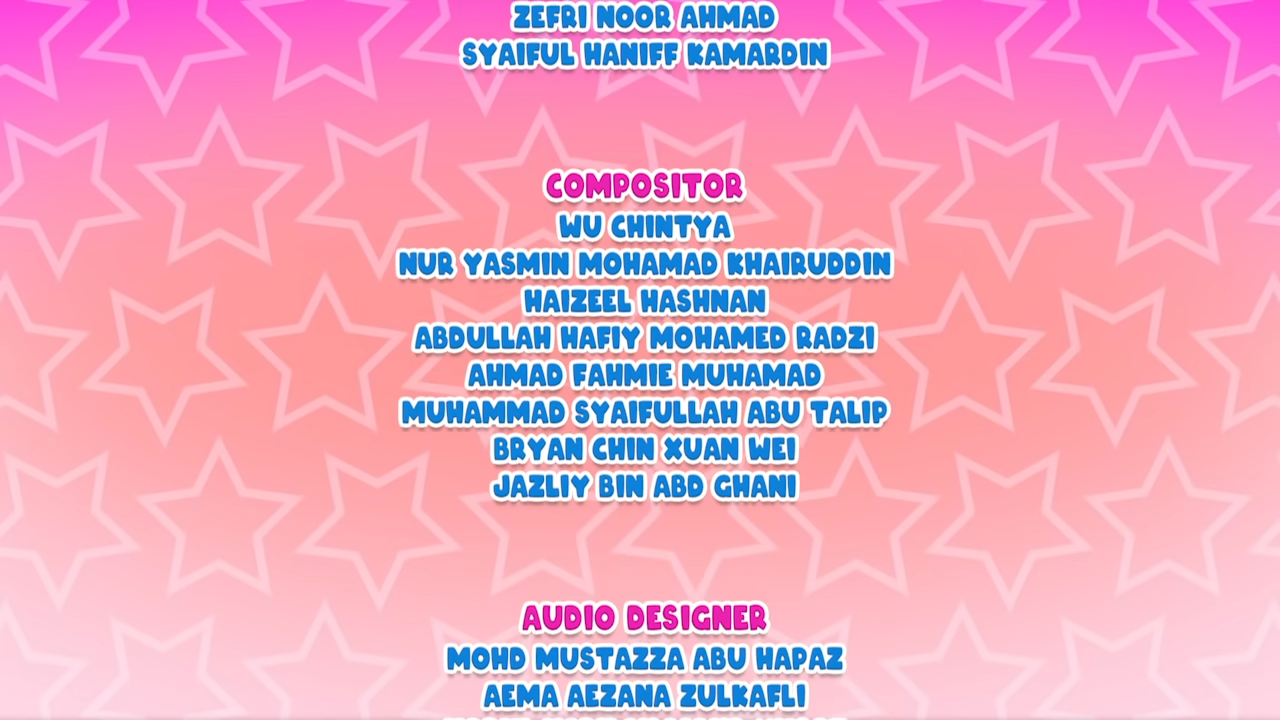 ZEFRI NOOR AHMAD
SYAIFUL HANIFF KAMARDIN
COMPOSITOR
WU CHINTYA
NUR YASMIN MOHAMAD KHAIRUDDIN
HAIZEEL HASHNAN
ABDULLAH HAFIY MOHAMED RADZI
AHMAD FAHMIE MUHAMAD
MUHAMMAD SYAIFULLAH ABU TALIP
BRYAN CHIN XUAN WEI
JAZLIY BIN ABD GHANI
AUDIO DESIGNER
MOHD MUSTAZZA ABU HAPAZ
AEMA AEZANA ZULKAFLI